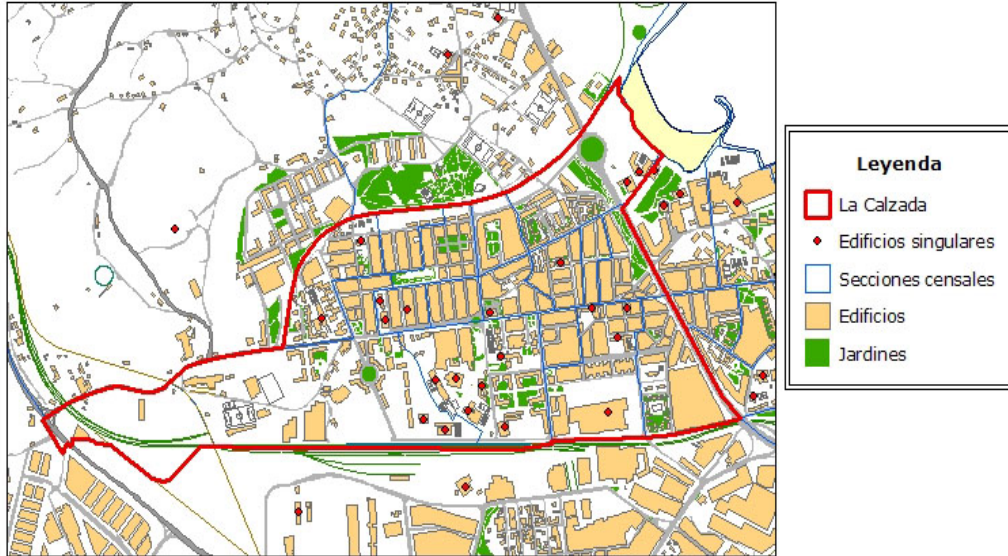 Leyenda
La Calzada
Edificios singulares
Secciones censales
Edificios
Jardines